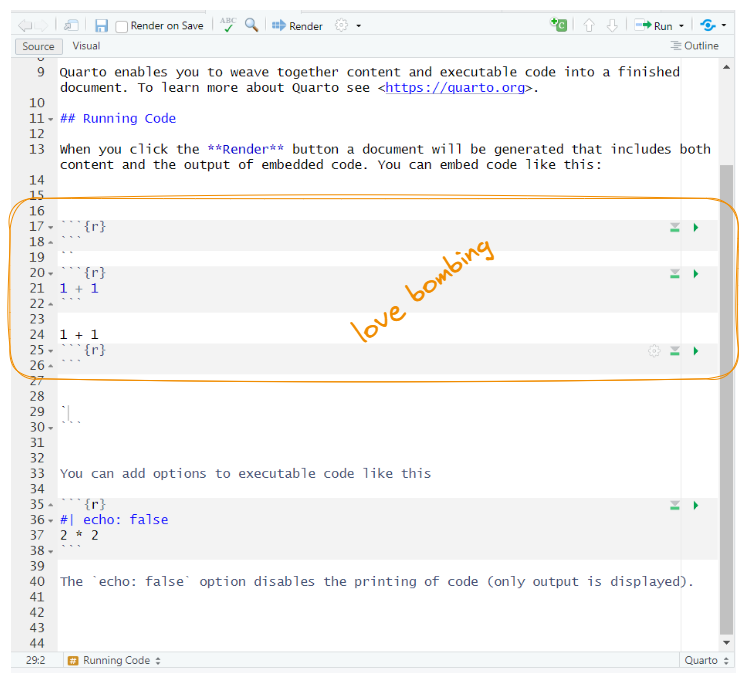 ABC
Render on Save
Render
Run
Source
Visual
Outline
9 Quarto enables you to weave together content and executable code into a finished
document. To learn more about Quarto see <https://quarto.org>.
10
11 ## Running Code
12
13 When you click the **Render** button a document will be generated that includes both
content and the output of embedded code. You can embed code like this:
14
15
16
17 ```{r}
18 ```
19 ``
20 ```{r}
21 1 + 1
22 ```
love bombing
23
24 1 + 1
25 ```{r}
26 ```
27
28
29 `
30 ```
31
32
33 You can add options to executable code like this
34
35 ```{r}
36 #| echo: false
37 2 * 2
38 ```
39
40 The `echo: false` option disables the printing of code (only output is displayed).
41
42
43
44
29:2 # Running Code Quarto